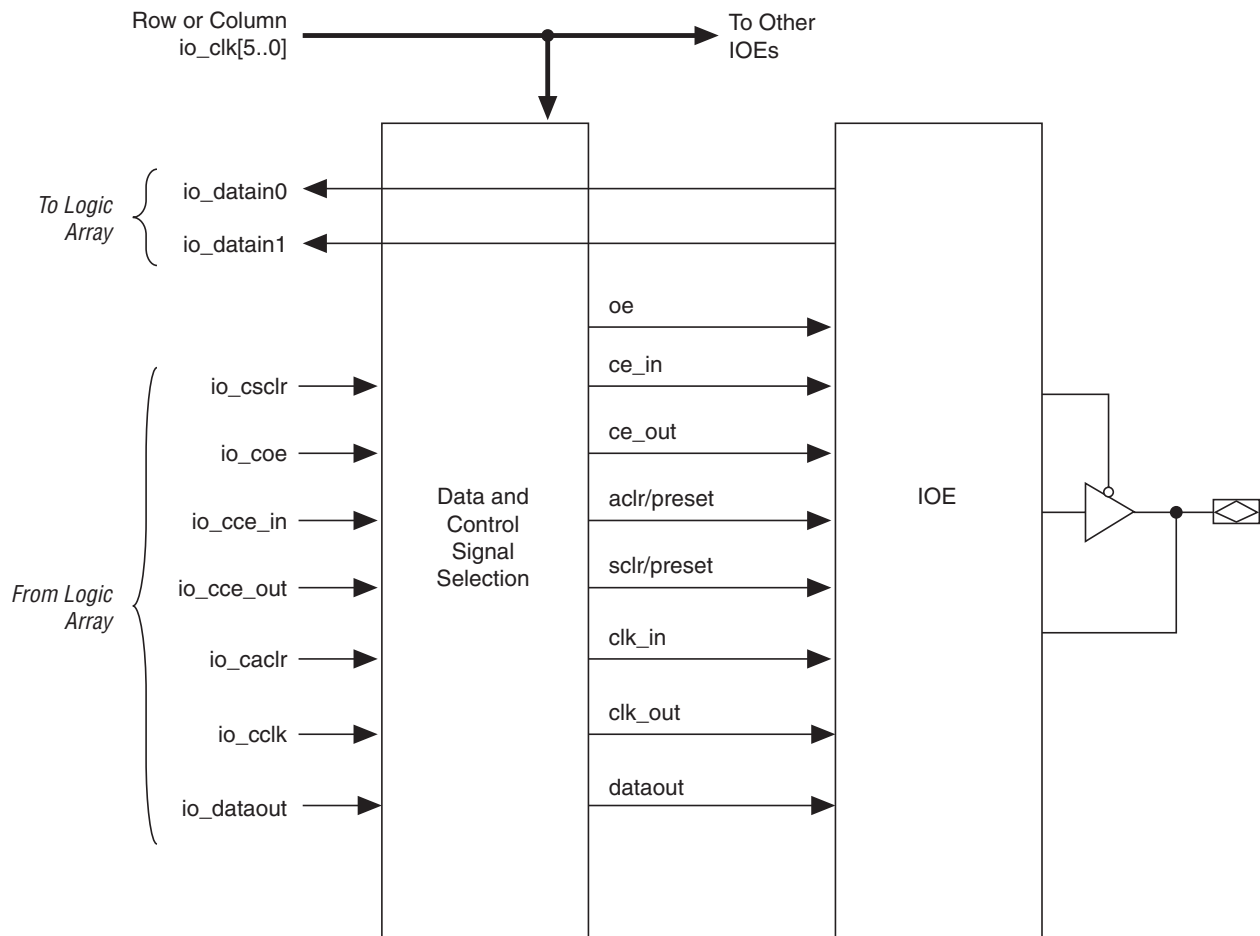 Row or Column
io_clk[5..0]
To Other
IOEs
To Logic
Array
io_datain0
io_datain1
From Logic
Array
io_csclr
io_coe
io_cce_in
io_cce_out
io_caclr
io_cclk
io_dataout
Data and
Control
Signal
Selection
oe
ce_in
ce_out
aclr/preset
sclr/preset
clk_in
clk_out
dataout
IOE